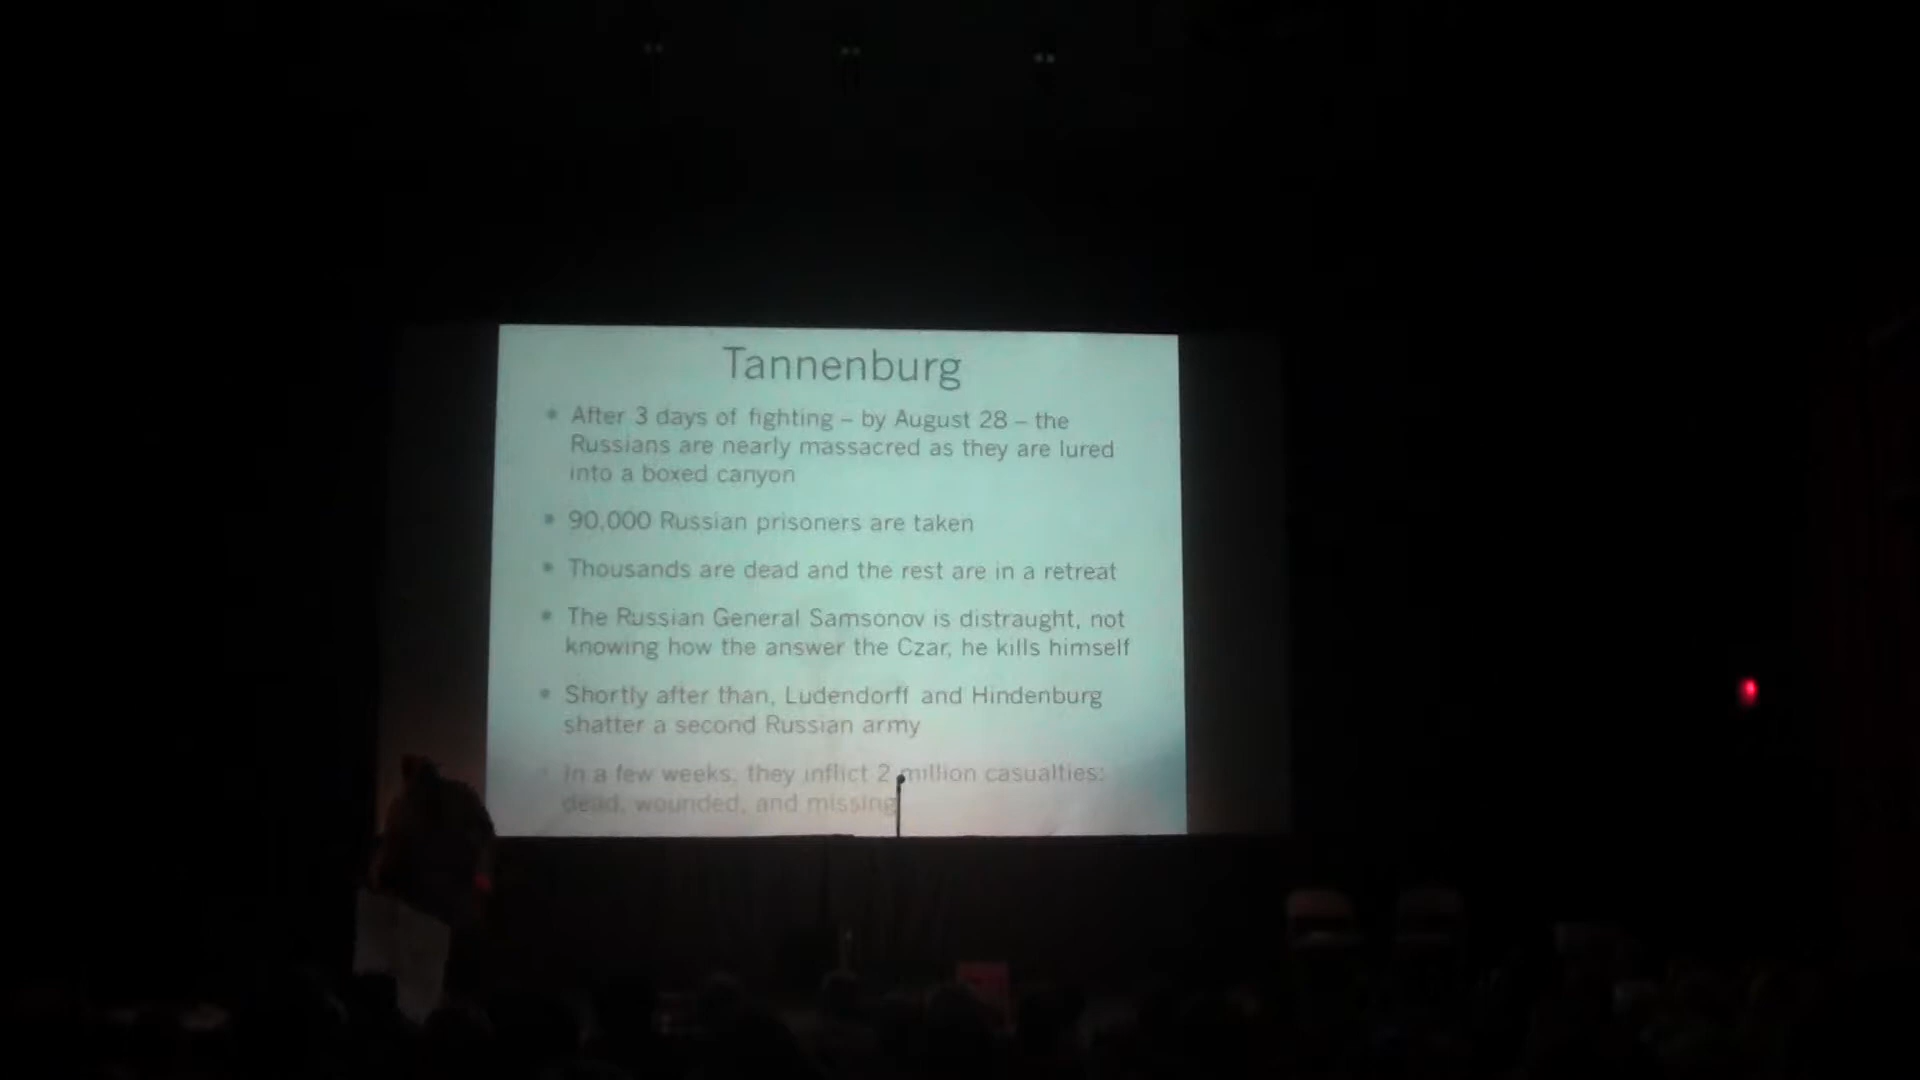 Tannenburg
• After 3 days of fighting – by August 28 – the
Russians are nearly massacred as they are lured
into a boxed canyon
• 90,000 Russian prisoners are taken
• Thousands are dead and the rest are in a retreat
• The Russian General Samsonov is distraught, not
knowing how the answer the Czar, he kills himself
• Shortly after than, Ludendorff and Hindenburg
shatter a second Russian army
• In a few weeks, they inflict 2 million casualties:
dead, wounded, and missing